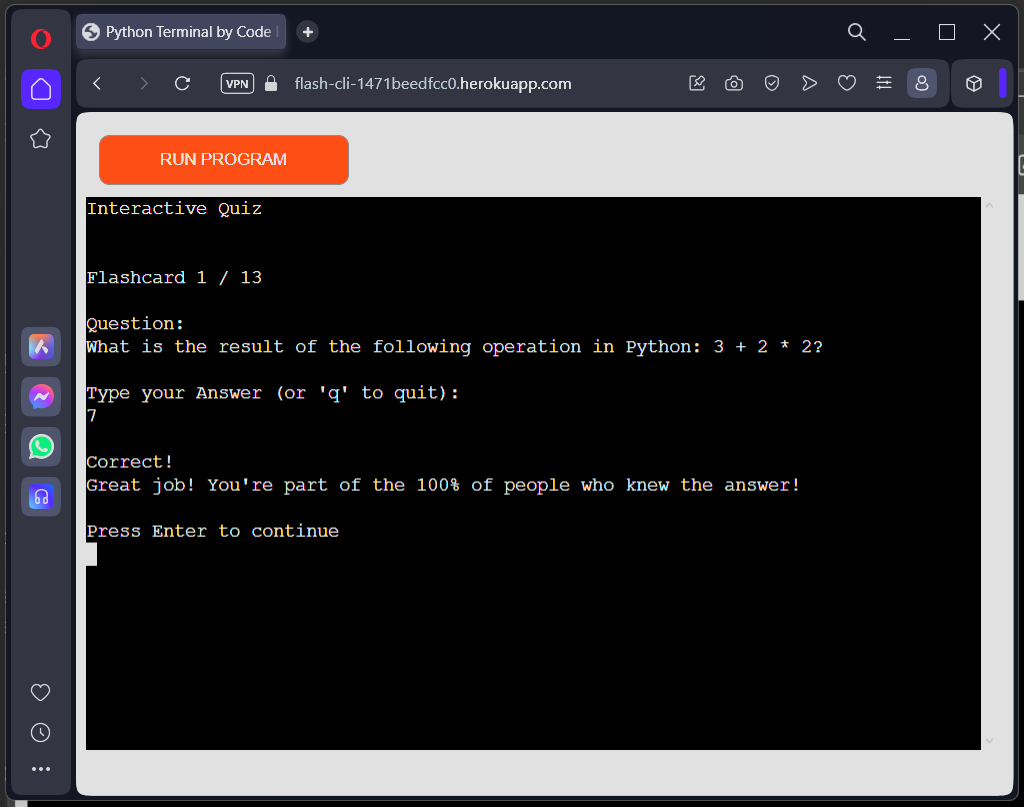 Python Terminal by Code
VPN
flash-cli-1471beedfcc0.herokuapp.com
RUN PROGRAM
Interactive Quiz
Flashcard 1 / 13
Question:
What is the result of the following operation in Python: 3 + 2 * 2?
Type your Answer (or 'q' to quit):
7
Correct!
Great job! You're part of the 100% of people who knew the answer!
Press Enter to continue